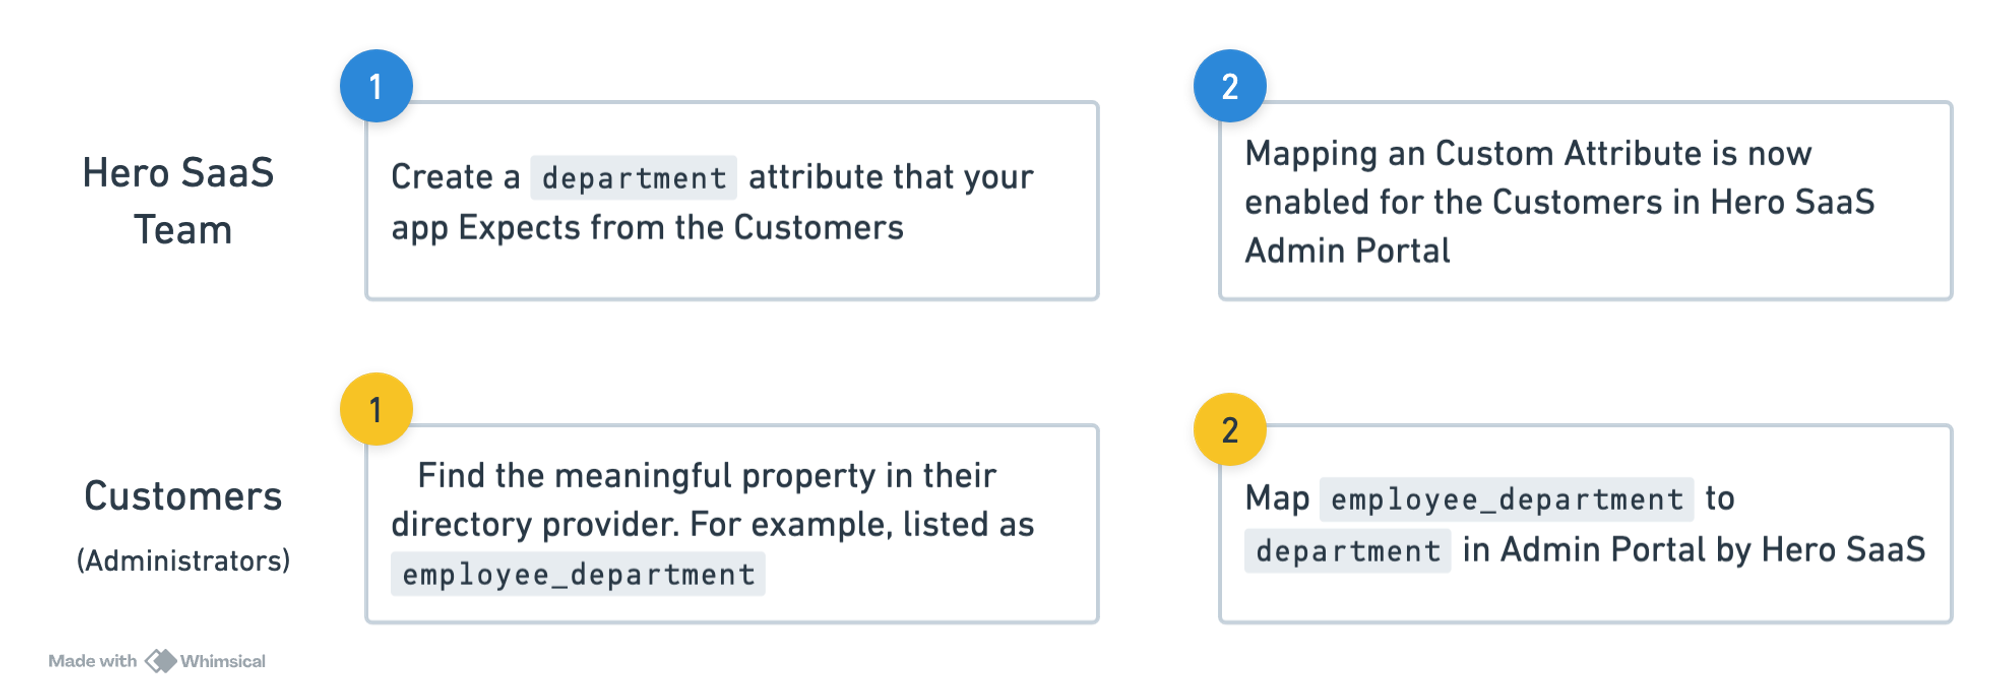 Hero SaaS
Team
1
Create a department attribute that your
app Expects from the Customers
2
Mapping an Custom Attribute is now
enabled for the Customers in Hero SaaS
Admin Portal
Customers
(Administrators)
1
Find the meaningful property in their
directory provider. For example, listed as
employee_department
2
Map employee_department to
department in Admin Portal by Hero SaaS
Made with Whimsical